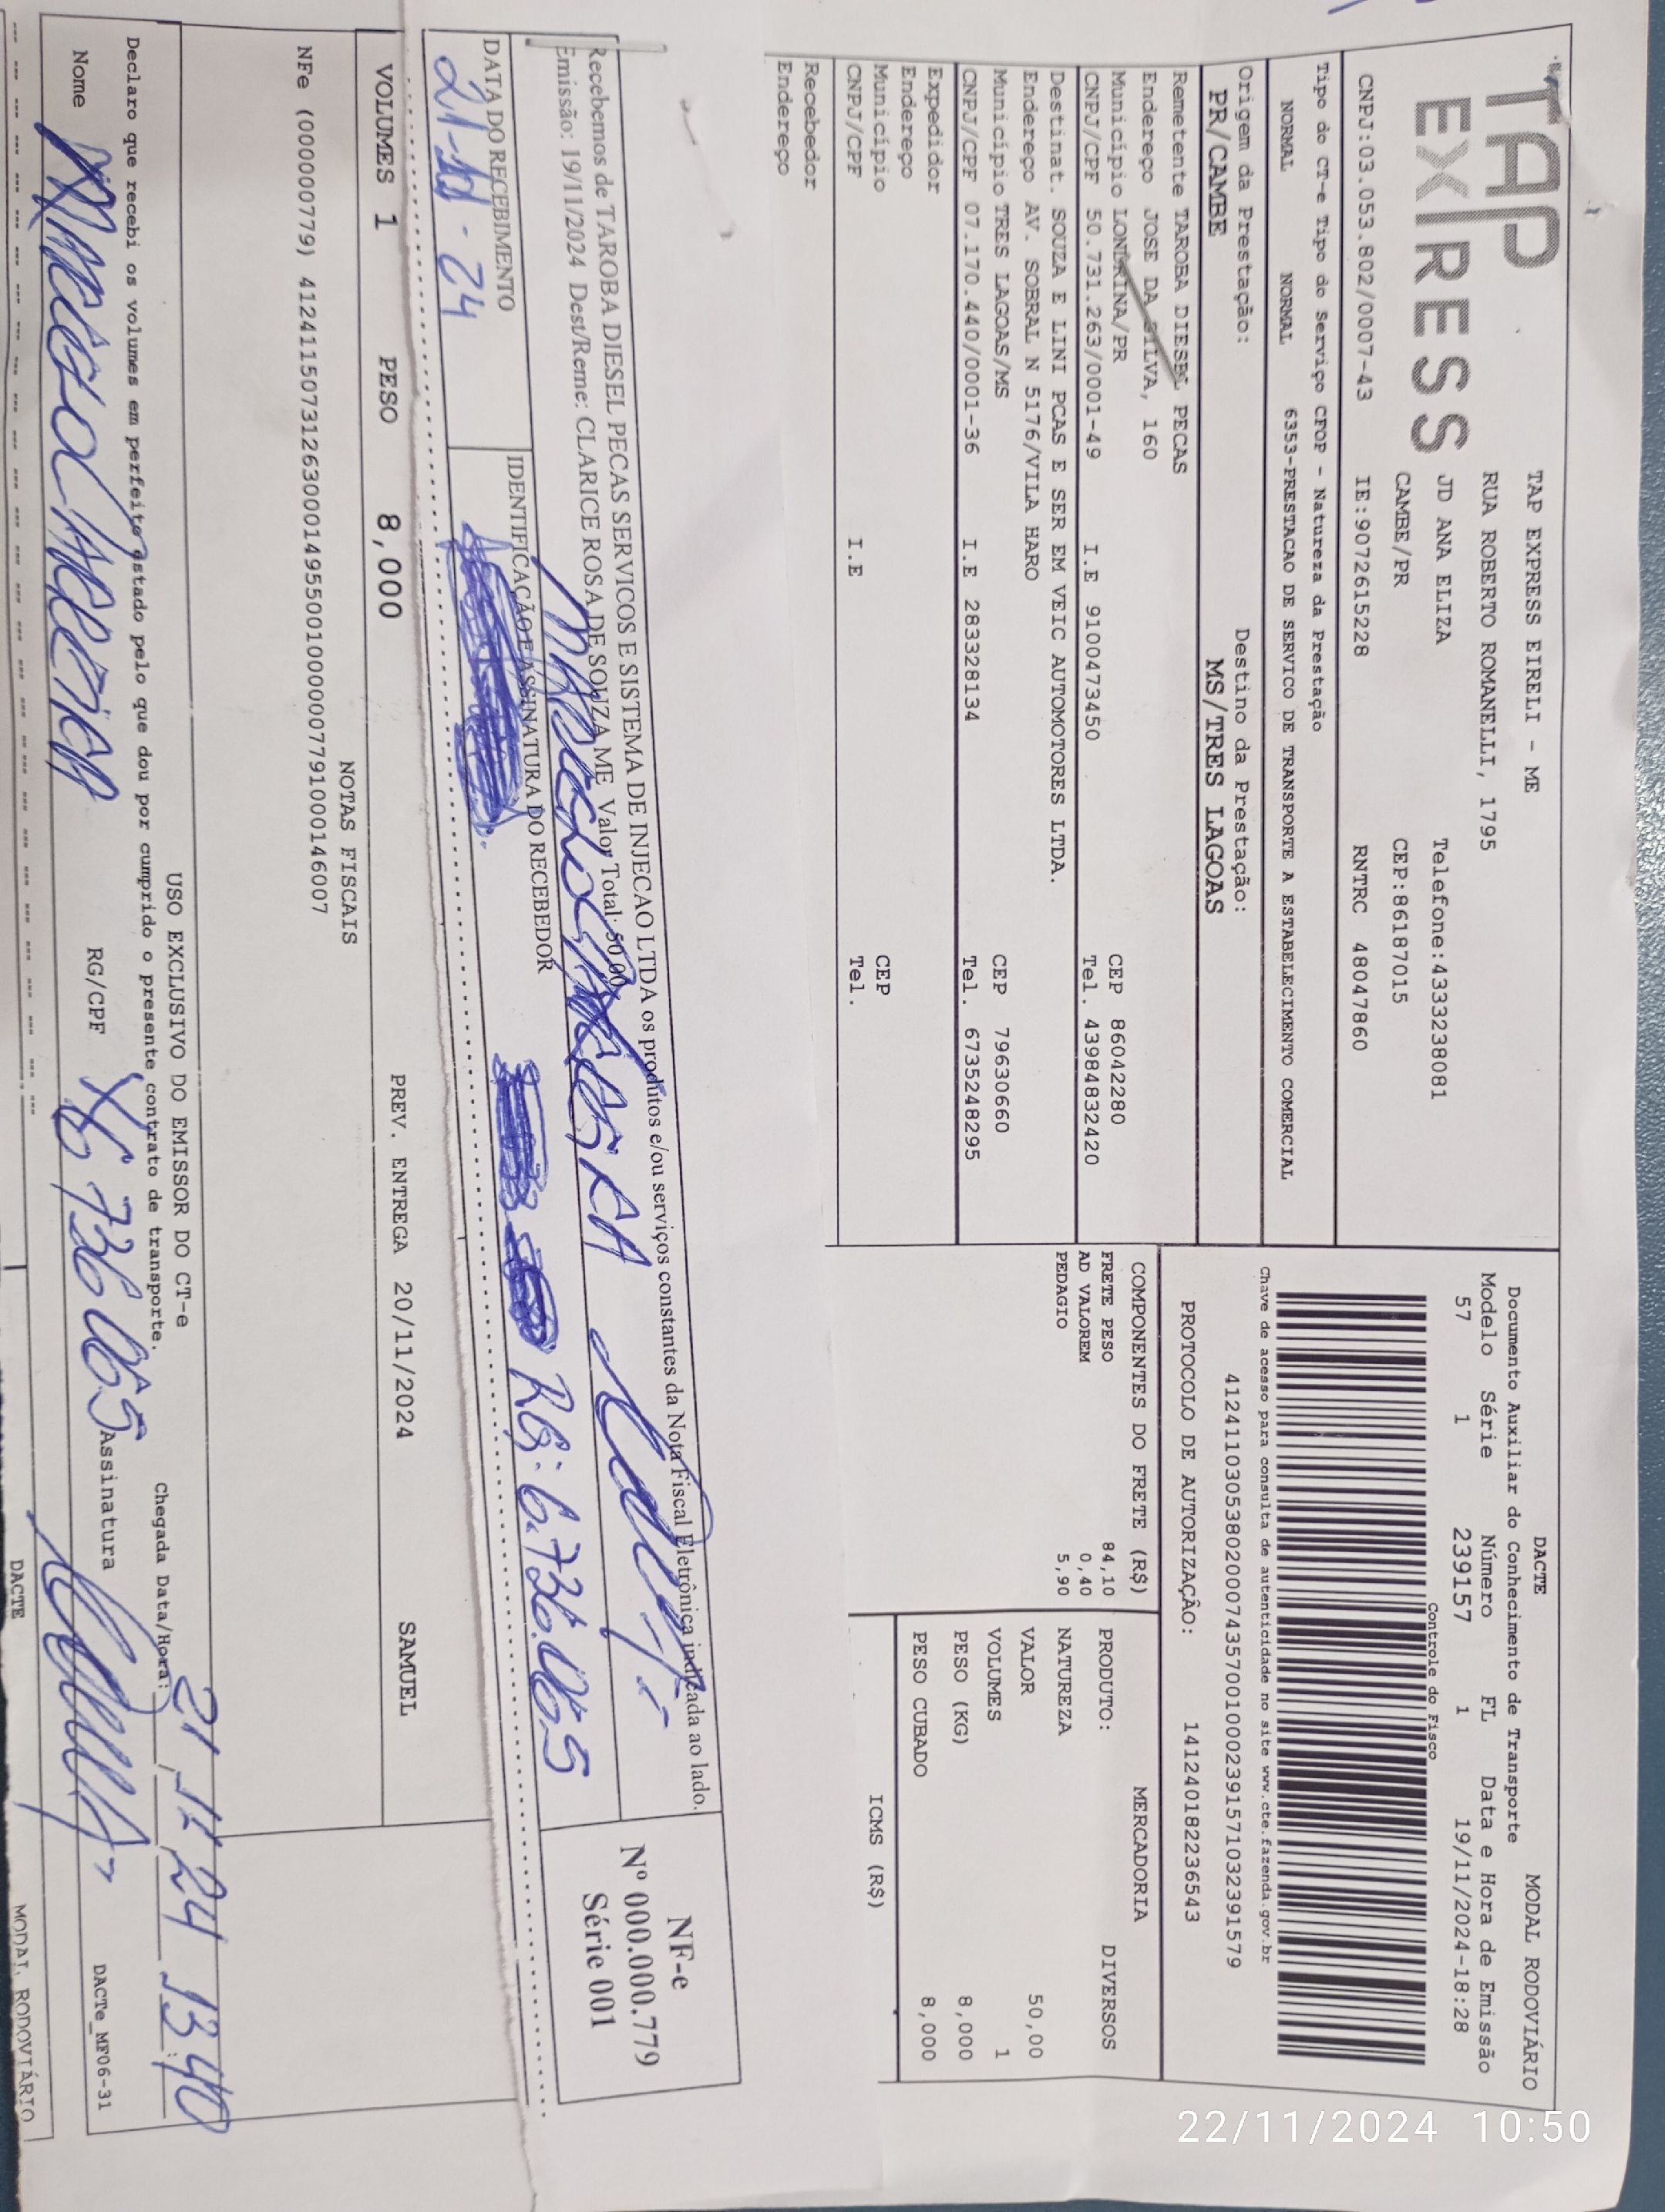 TAP
EXPRESS
TAP EXPRESS EIRELI - ME
RUA ROBERTO ROMANELLI, 1795
JD ANA ELIZA Telefone:4333238081
CAMBE/PR CEP:86187015
CNPJ:03.053.802/0007-43 IE:9072615228 RNTRC 48047860
Tipo do CT-e Tipo do Serviço CFOP - Natureza da Prestação
NORMAL NORMAL 6353-PRESTACAO DE SERVICO DE TRANSPORTE A ESTABELECIMENTO COMERCIAL
Origem da Prestação: Destino da Prestação:
PR/CAMBE MS/TRES LAGOAS
Remetente TAROBA DIESEL PECAS
Endereço JOSE DA SILVA, 160
Município LONDRINA/PR CEP 86042280
CNPJ/CPF 50.731.263/0001-49 I.E 9100473450 Tel. 43984832420
Destinat. SOUZA E LINI PCAS E SER EM VEIC AUTOMOTORES LTDA.
Endereço AV. SOBRAL N 5176/VILA HARO
Município TRES LAGOAS/MS CEP 79630660
CNPJ/CPF 07.170.440/0001-36 I.E 283328134 Tel. 6735248295
Expedidor
Endereço
Município CEP
CNPJ/CPF I.E Tel.
Recebedor
Endereço
DACTE MODAL RODOVIÁRIO
Documento Auxiliar do Conhecimento de Transporte
Modelo Série Número FL Data e Hora de Emissão
57 1 239157 1 19/11/2024-18:28
Controle do Fisco
Chave de acesso para consulta de autenticidade no site www.cte.fazenda.gov.br
41241103053802000743570010002391571032391579
PROTOCOLO DE AUTORIZAÇÃO: 141240182236543
COMPONENTES DO FRETE (R$)
FRETE PESO 84,10
AD VALOREM 0,40
PEDAGIO 5,90
MERCADORIA
PRODUTO: DIVERSOS
NATUREZA
VALOR 50,00
VOLUMES 1
PESO (KG) 8,000
PESO CUBADO 8,000
ICMS (R$)
Recebemos de TAROBA DIESEL PECAS SERVICOS E SISTEMA DE INJECAO LTDA os produtos e/ou serviços constantes da Nota Fiscal Eletrônica indicada ao lado.
Emissão: 19/11/2024 Dest/Reme: CLARICE ROSA DE SOUZA ME Valor Total: 50,00
DATA DO RECEBIMENTO IDENTIFICAÇÃO E ASSINATURA DO RECEBEDOR
21-11-24
RG: 6.736.065
NF-e
Nº 000.000.779
Série 001
VOLUMES 1 PESO 8,000 PREV. ENTREGA 20/11/2024 SAMUEL
NOTAS FISCAIS
NFe (000000779) 41241150731263000149550010000007791000146007
USO EXCLUSIVO DO EMISSOR DO CT-e
Declaro que recebi os volumes em perfeito estado pelo que dou por cumprido o presente contrato de transporte. Chegada Data/Hora: 21/11/24 13:40
Nome RG/CPF 6736065 Assinatura
DACTe_MF06-31
DACTE MODAL RODOVIÁRIO
22/11/2024 10:50